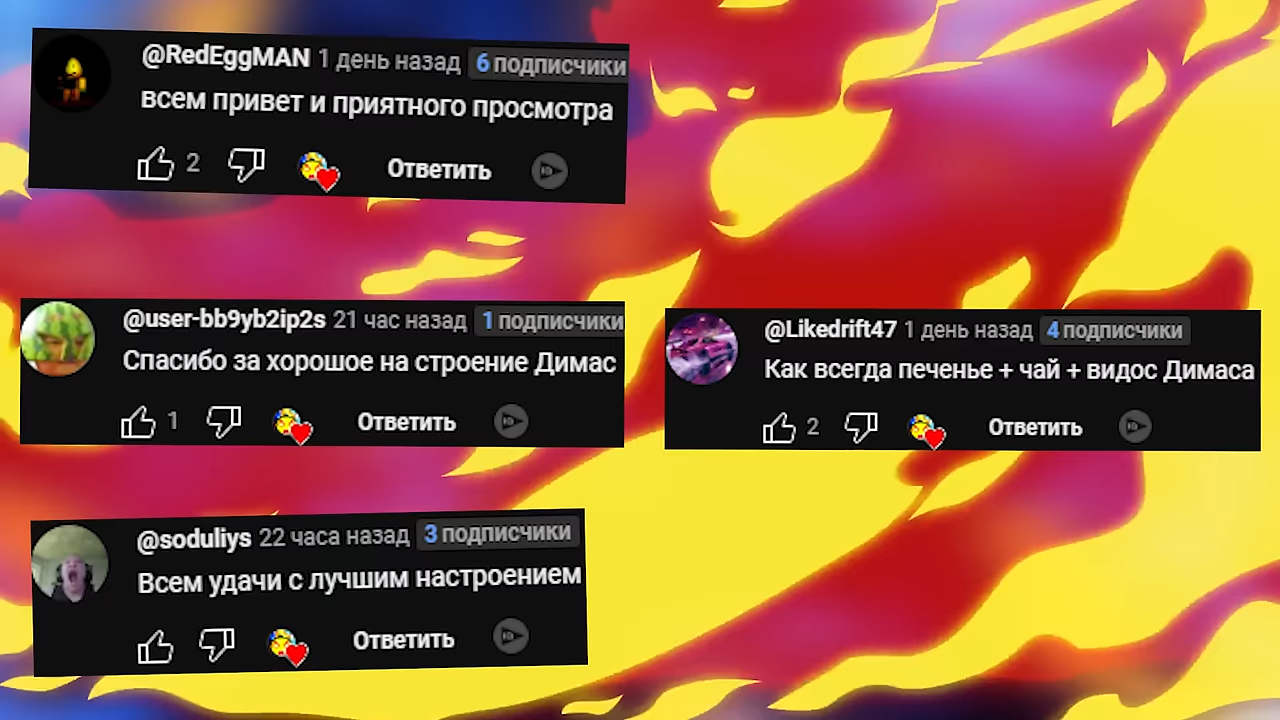 @RedEggMAN 1 день назад 6 подписчики
всем привет и приятного просмотра
2 Ответить
@user-bb9yb2ip2s 21 час назад 1 подписчики
Спасибо за хорошое на строение Димас
1 Ответить
@Likedrift47 1 день назад 4 подписчики
Как всегда печенье + чай + видос Димаса
2 Ответить
@soduliys 22 часа назад 3 подписчики
Всем удачи с лучшим настроением
Ответить